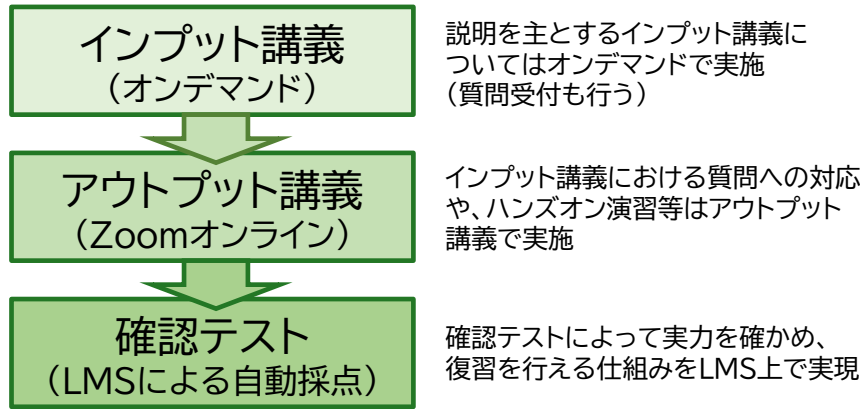 インプット講義
（オンデマンド）
説明を主とするインプット講義に
ついてはオンデマンドで実施
（質問受付も行う）
アウトプット講義
（Zoomオンライン）
インプット講義における質問への対応
や、ハンズオン演習等はアウトプット
講義で実施
確認テスト
（LMSによる自動採点）
確認テストによって実力を確かめ、
復習を行える仕組みをLMS上で実現